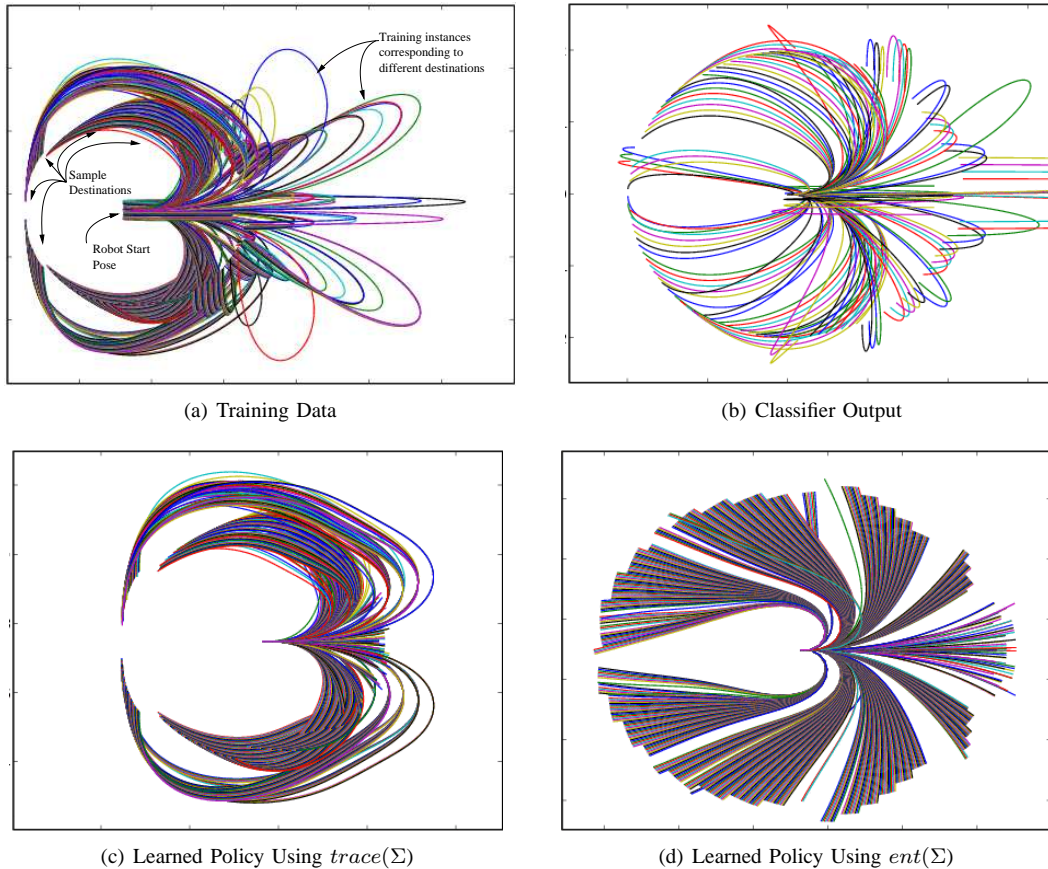 Training instances
corresponding to
different destinations
Sample
Destinations
Robot Start
Pose
(a) Training Data
(b) Classifier Output
(c) Learned Policy Using trace(Σ)
(d) Learned Policy Using ent(Σ)